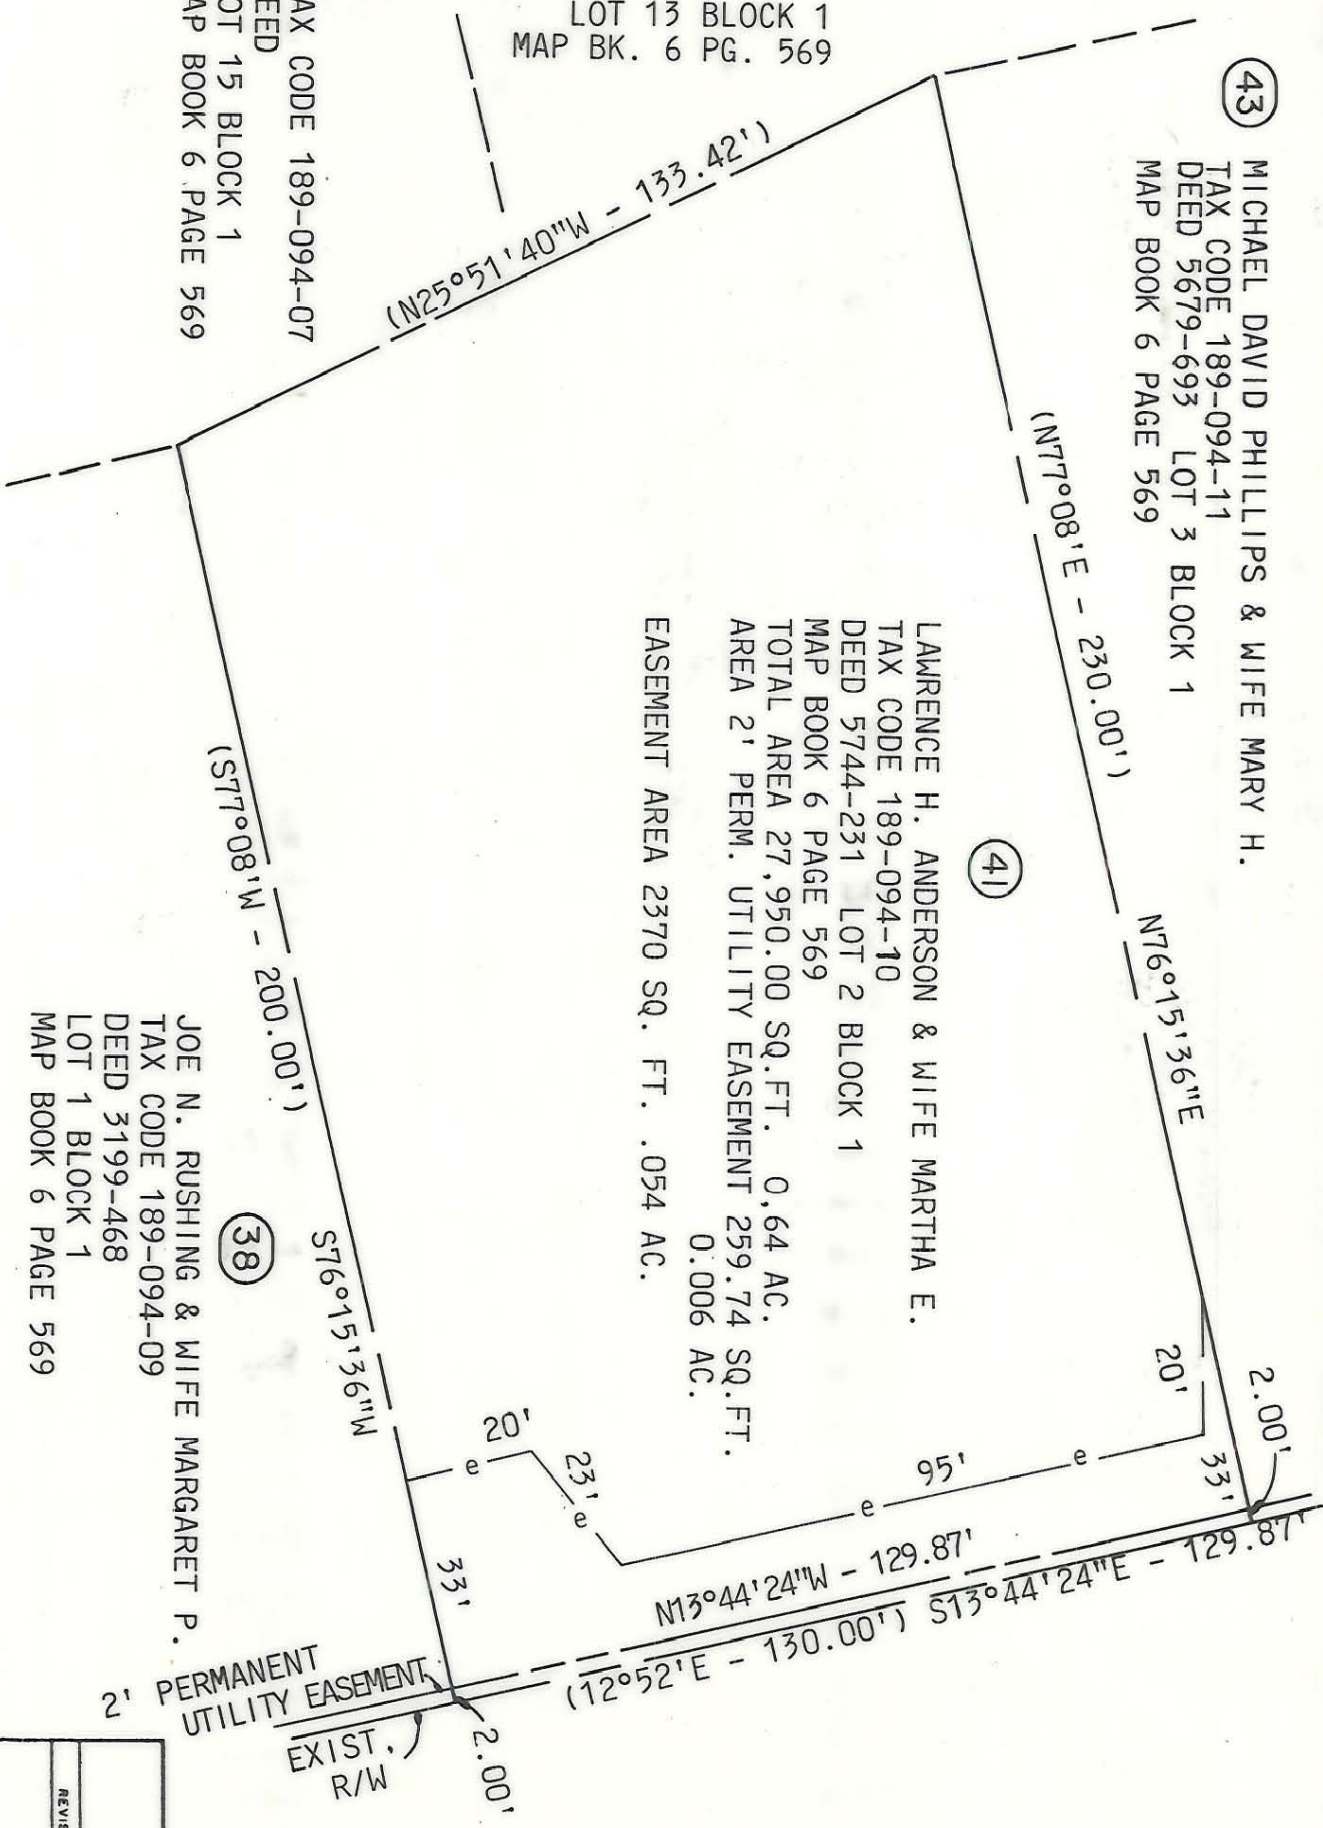 LOT 13 BLOCK 1
MAP BK. 6 PG. 569
43
MICHAEL DAVID PHILLIPS & WIFE MARY H.
TAX CODE 189-094-11
DEED 5679-693 LOT 3 BLOCK 1
MAP BOOK 6 PAGE 569
AX CODE 189-094-07
EED
OT 15 BLOCK 1
AP BOOK 6 PAGE 569
(N25°51'40"W - 133.42')
(N77°08'E - 230.00')
N76°15'36"E
41
LAWRENCE H. ANDERSON & WIFE MARTHA E.
TAX CODE 189-094-10
DEED 5744-231 LOT 2 BLOCK 1
MAP BOOK 6 PAGE 569
TOTAL AREA 27,950.00 SQ.FT. 0.64 AC.
AREA 2' PERM. UTILITY EASEMENT 259.74 SQ.FT.
0.006 AC.
EASEMENT AREA 2370 SQ. FT. .054 AC.
20'
2.00'
33'
e
95'
e
23'
e
20'
e
33'
N13°44'24"W - 129.87'
S13°44'24"E - 129.87'
(12°52'E - 130.00')
(S77°08'W - 200.00')
S76°15'36"W
38
JOE N. RUSHING & WIFE MARGARET P.
TAX CODE 189-094-09
DEED 3199-468
LOT 1 BLOCK 1
MAP BOOK 6 PAGE 569
2' PERMANENT
UTILITY EASEMENT
EXIST.
R/W
2.00'
REVIS